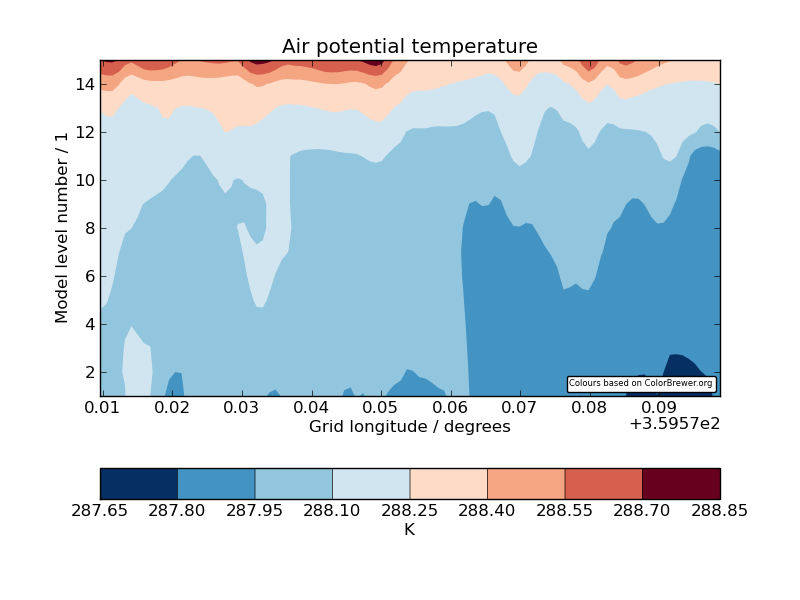 Air potential temperature
Model level number / 1
14
12
10
8
6
4
2
Colours based on ColorBrewer.org
0.01 0.02 0.03 0.04 0.05 0.06 0.07 0.08 0.09
+3.5957e2
Grid longitude / degrees
287.65 287.80 287.95 288.10 288.25 288.40 288.55 288.70 288.85
K